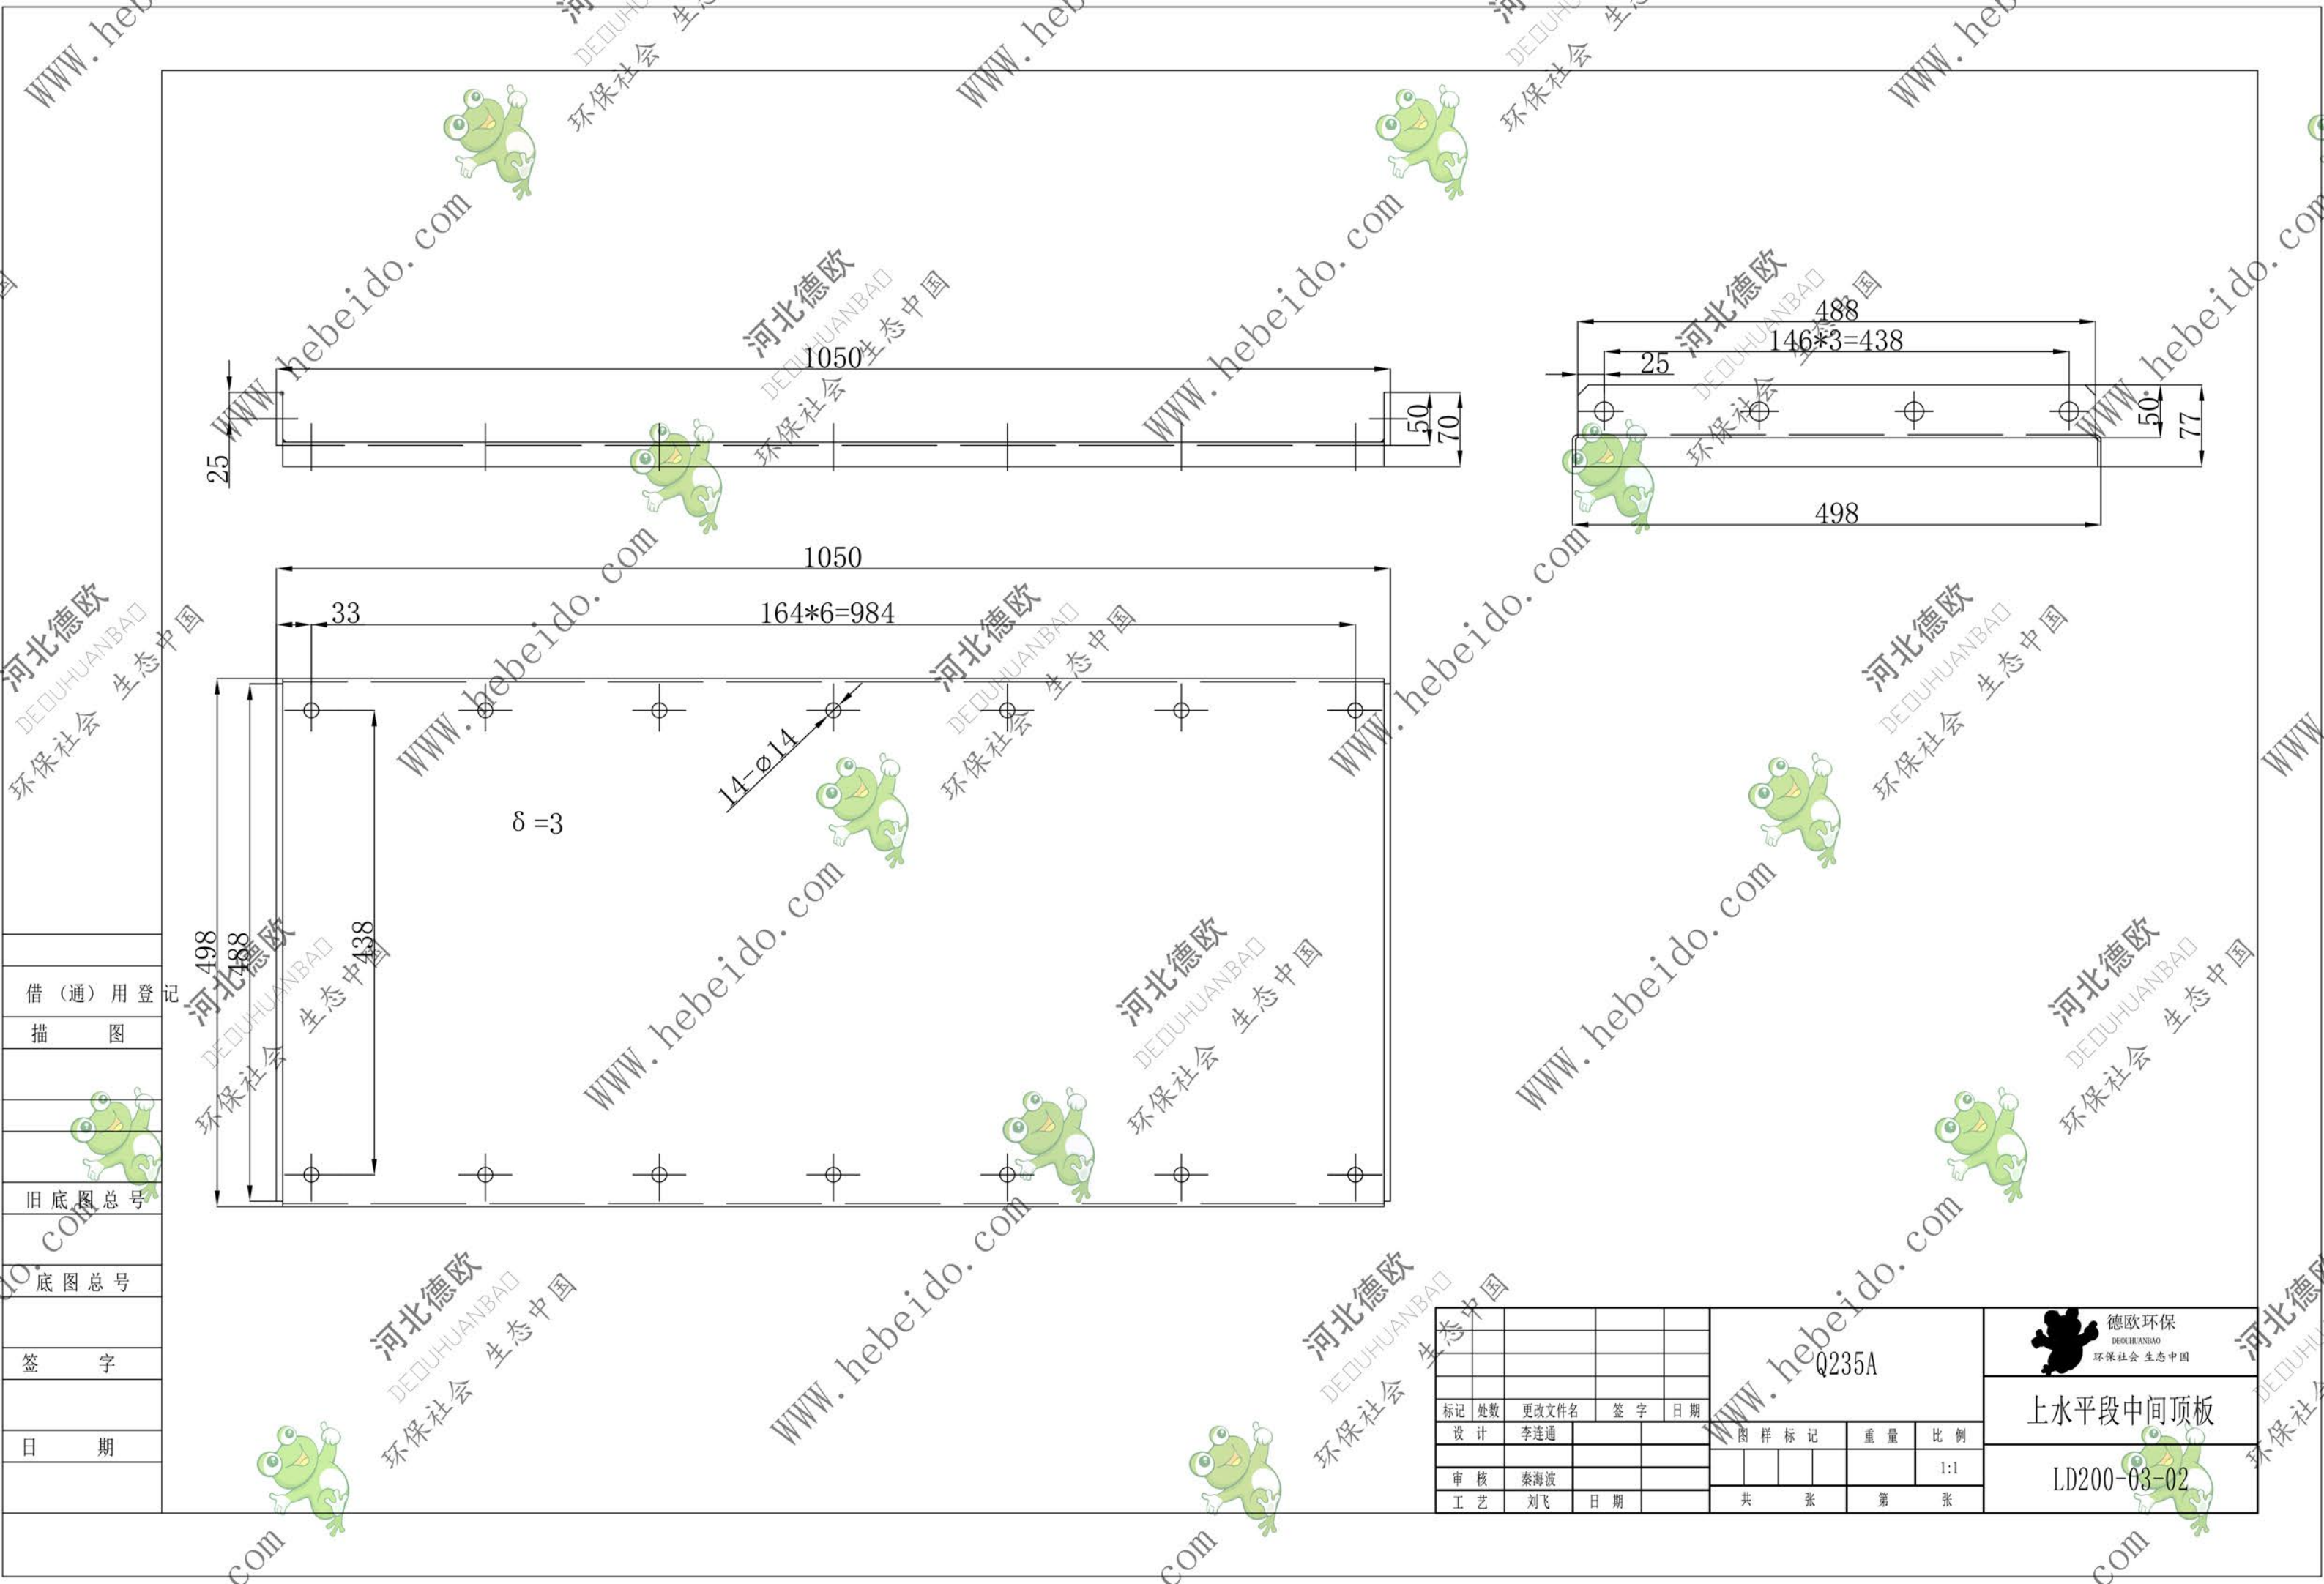 1050
25
50
70
488
146*3=438
25
50
77
498
1050
33
164*6=984
14-ø14
δ=3
498
488
438
借（通）用登记
描 图
旧底图总号
底图总号
签 字
日 期
标记 处数 更改文件名 签 字 日 期
设 计 李连通
审 核 秦海波
工 艺 刘飞 日 期
Q235A
图 样 标 记 重 量 比 例
1:1
共 张 第 张
德欧环保
DEOUHUANBAO
环保社会 生态中国
上水平段中间顶板
LD200-03-02
河北德欧
DEOUHUANBAO
环保社会 生态中国
WWW.hebeido.com